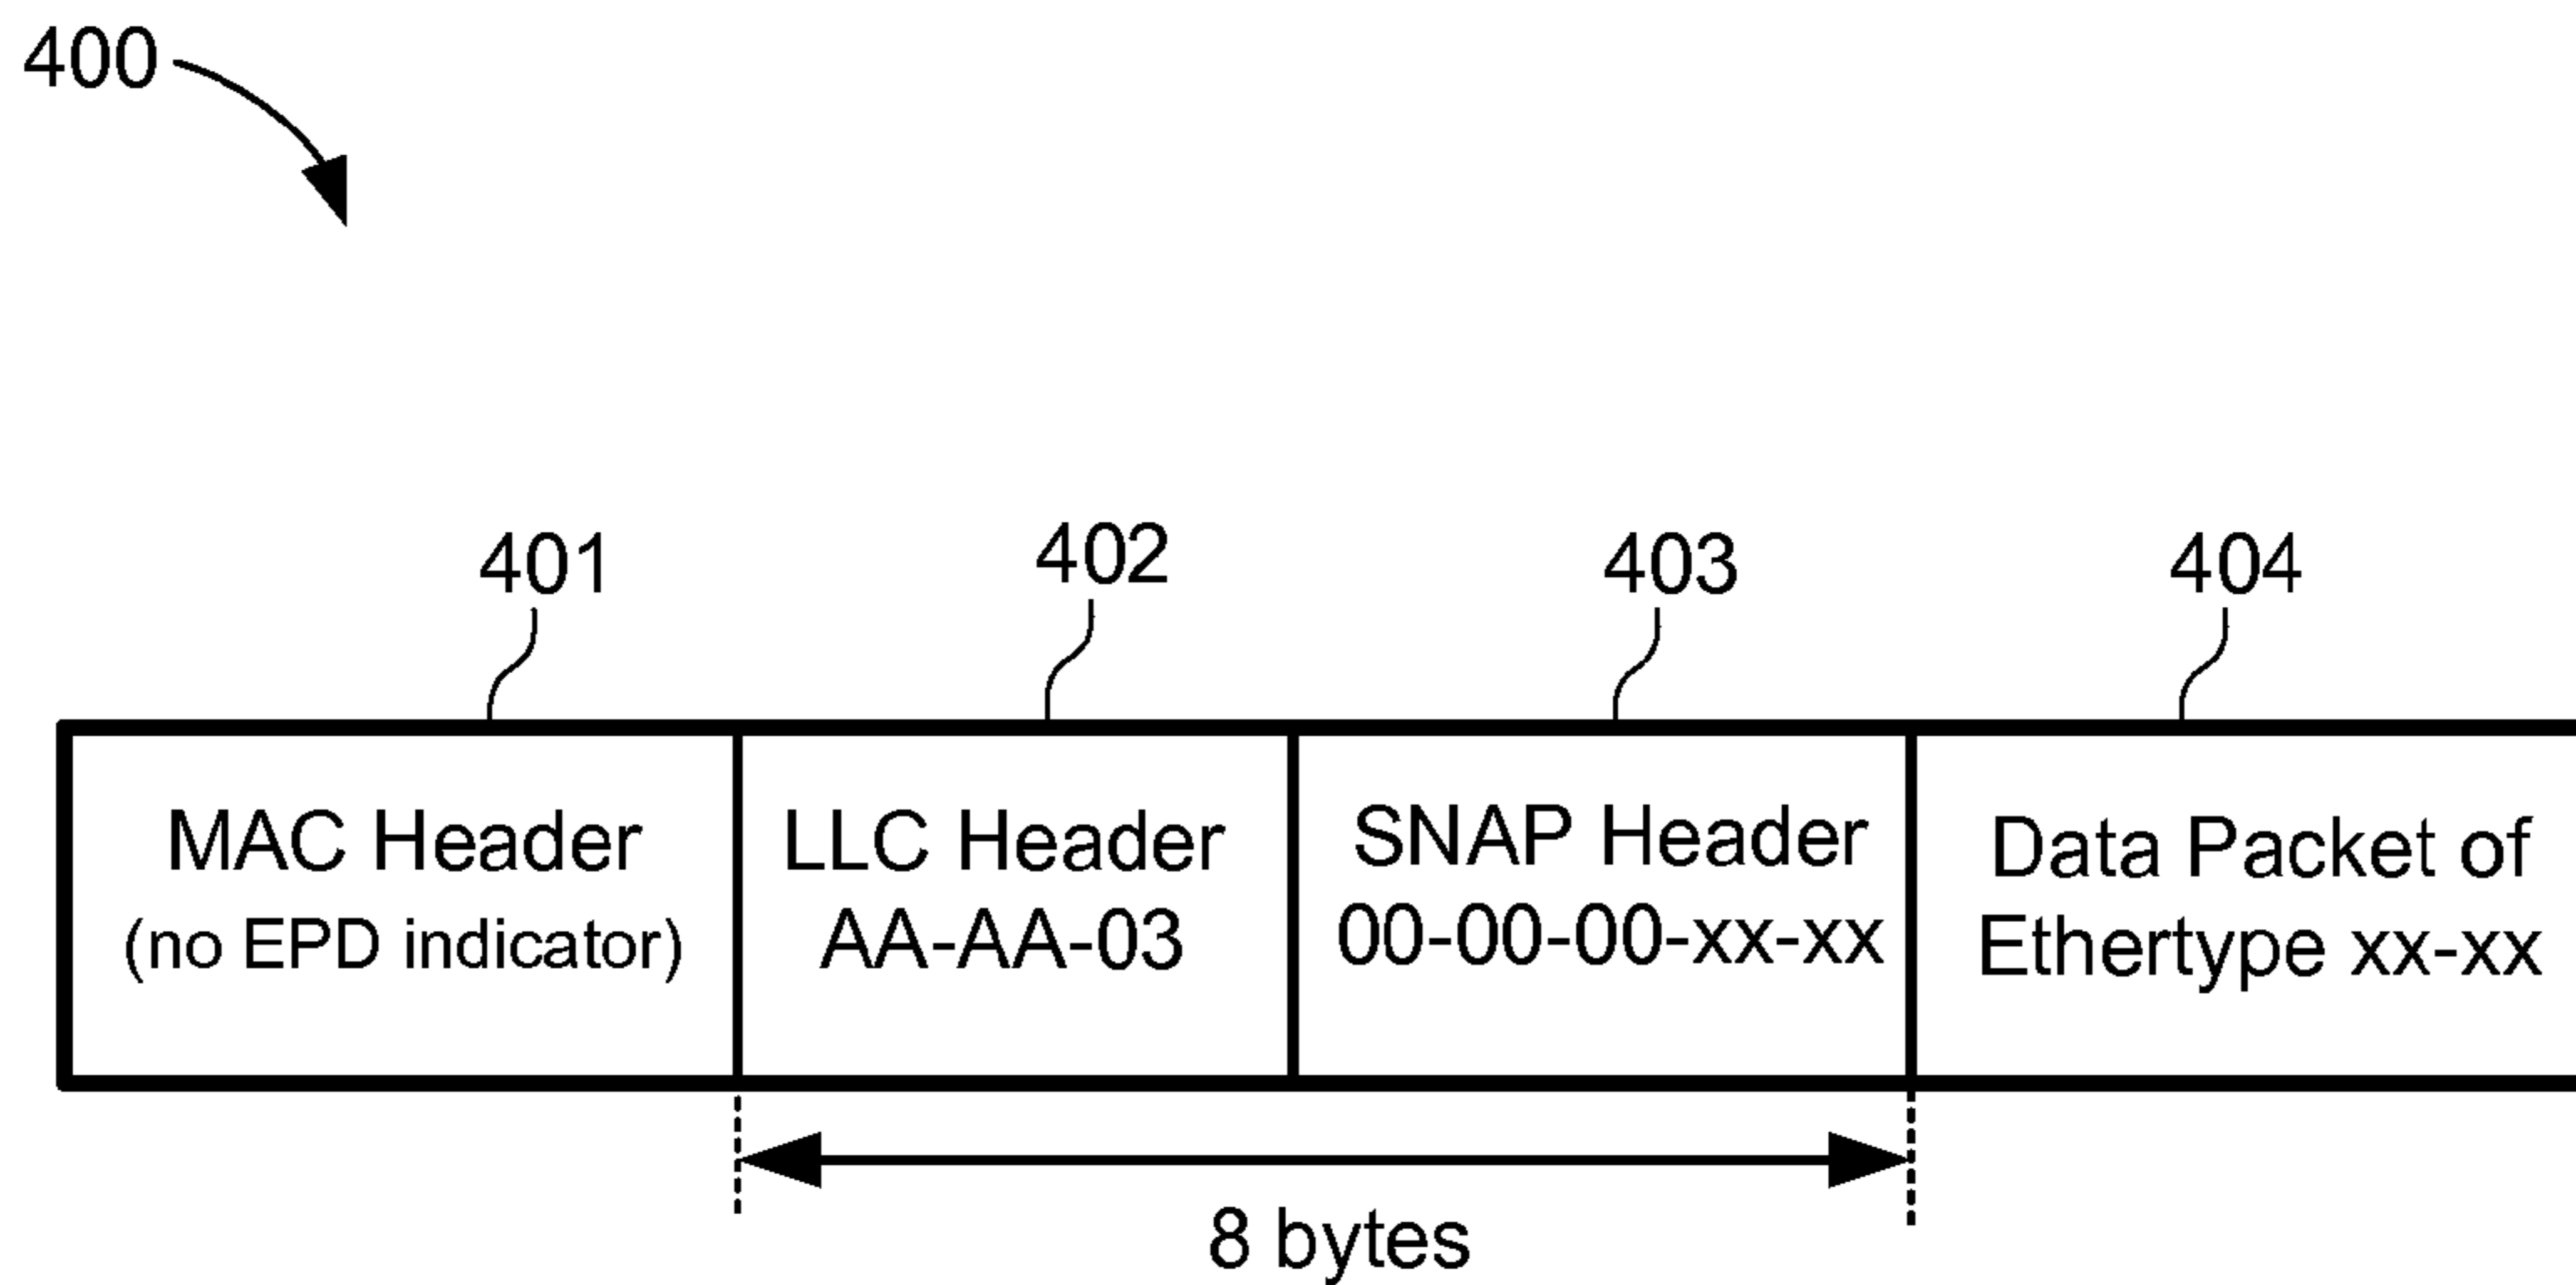 400
401
402
403
404
MAC Header
(no EPD indicator)
LLC Header
AA-AA-03
SNAP Header
00-00-00-xx-xx
Data Packet of
Ethertype xx-xx
8 bytes